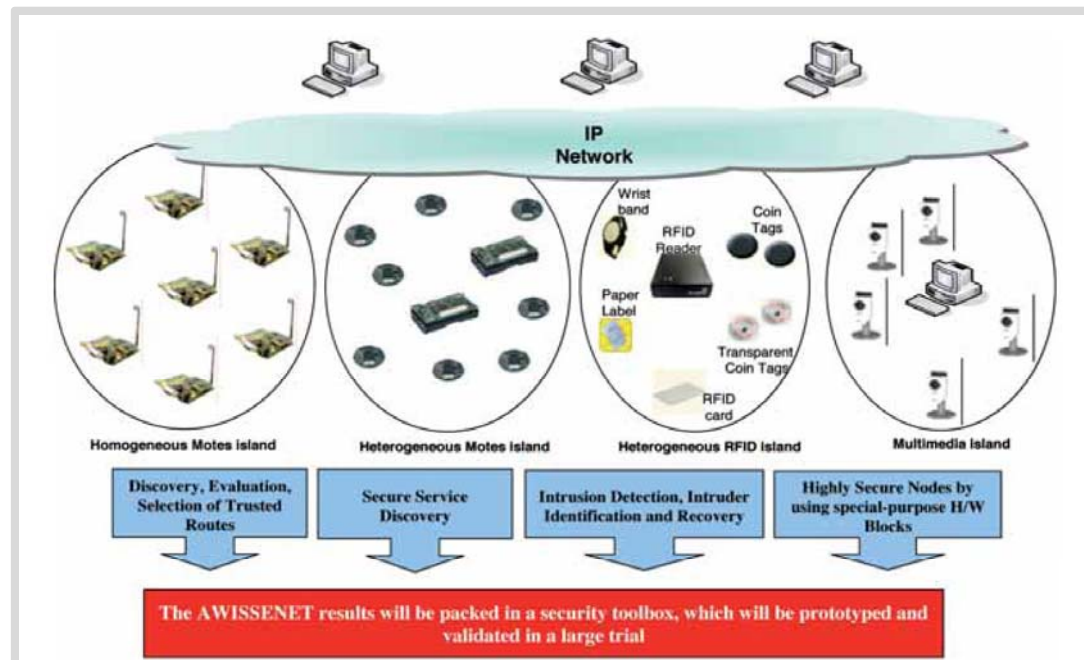 IP
Network
Wrist
band
RFID
Reader
Coin
Tags
Paper
Label
Transparent
Coin Tags
RFID
card
Homogeneous Motes island
Heterogeneous Motes island
Heterogeneous RFID island
Multimedia island
Discovery, Evaluation,
Selection of Trusted
Routes
Secure Service
Discovery
Intrusion Detection, Intruder
Identification and Recovery
Highly Secure Nodes by
using special-purpose H/W
Blocks
The AWISSENET results will be packed in a security toolbox, which will be prototyped and
validated in a large trial